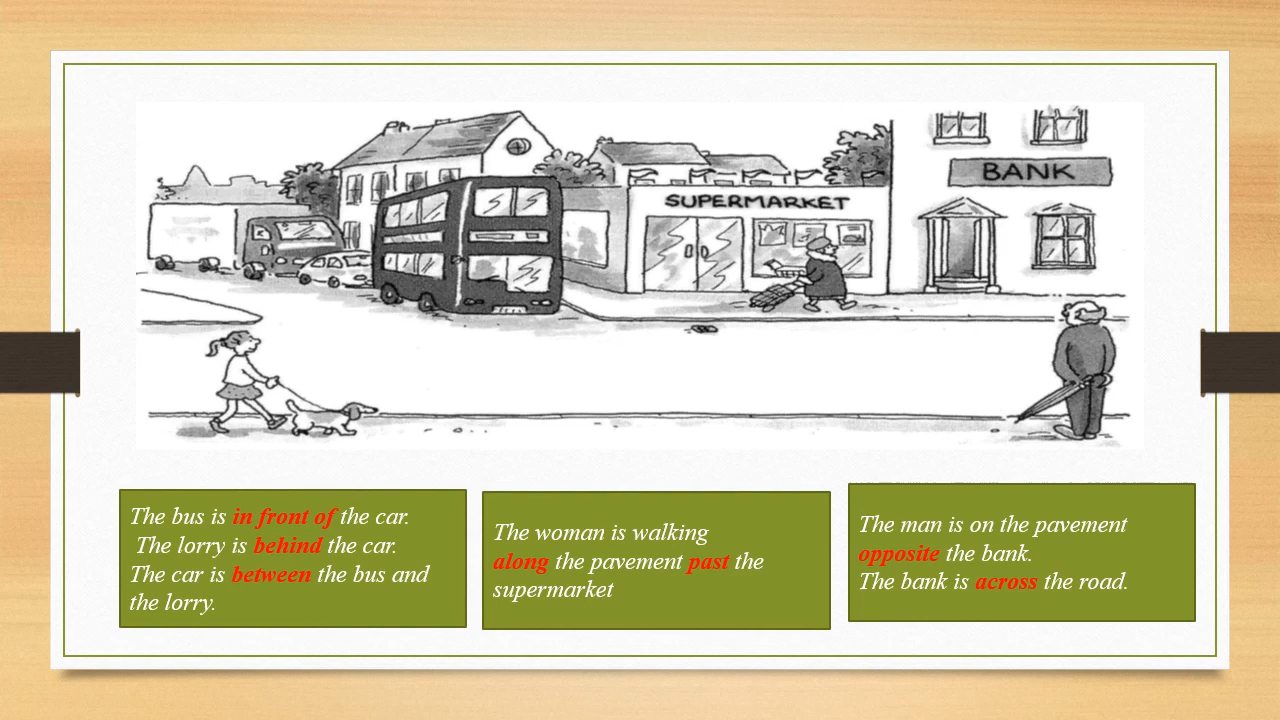 BANK
SUPERMARKET
The bus is in front of the car.
The lorry is behind the car.
The car is between the bus and
the lorry.
The woman is walking
along the pavement past the
supermarket
The man is on the pavement
opposite the bank.
The bank is across the road.